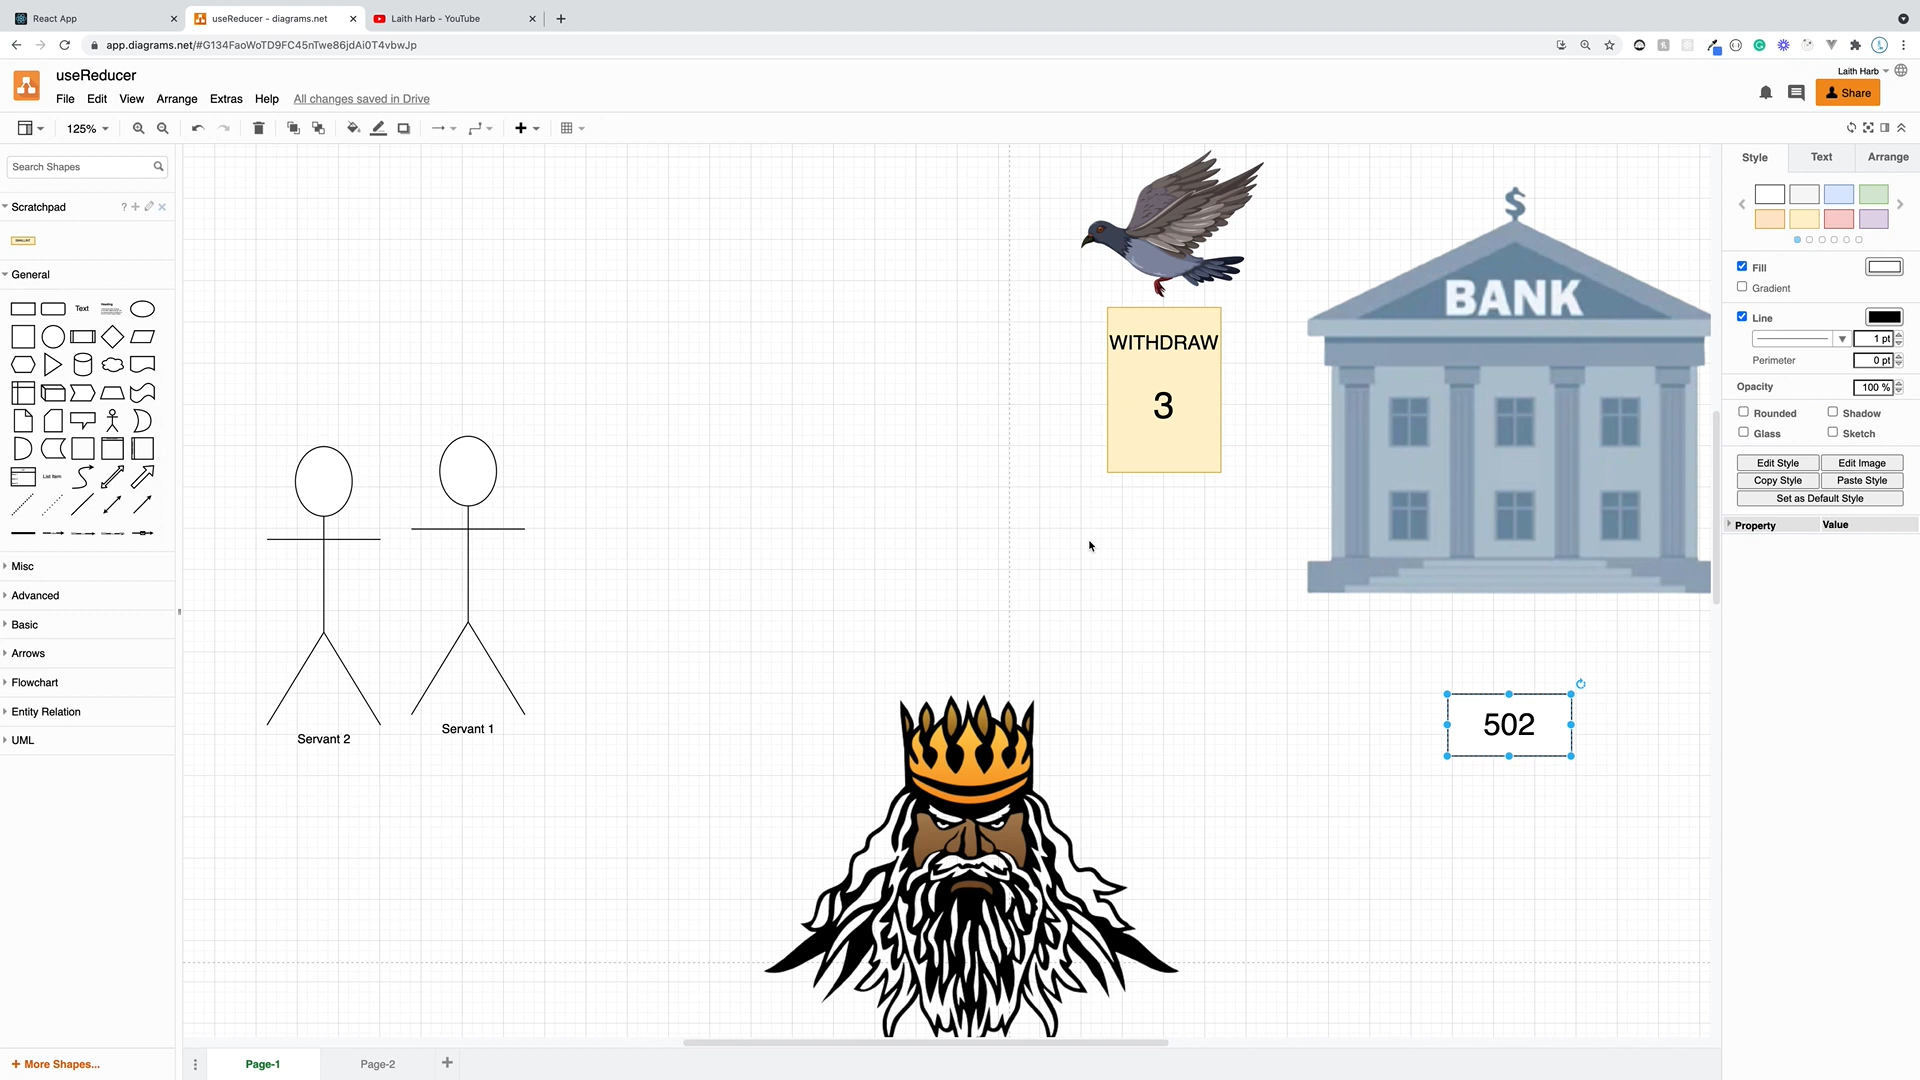 React App
useReducer - diagrams.net
Laith Harb - YouTube
app.diagrams.net/#G134FaoWoTD9FC45nTwe86jdAi0T4vbwJp
useReducer
Laith Harb
File Edit View Arrange Extras Help All changes saved in Drive
Share
125%
Search Shapes
Scratchpad
?
General
Text
Heading
List Item
Misc
Advanced
Basic
Arrows
Flowchart
Entity Relation
UML
+ More Shapes...
Servant 2
Servant 1
WITHDRAW
3
$
BANK
502
Page-1
Page-2
Style Text Arrange
Fill
Gradient
Line
1 pt
Perimeter
0 pt
Opacity
100 %
Rounded Shadow
Glass Sketch
Edit Style Edit Image
Copy Style Paste Style
Set as Default Style
Property Value